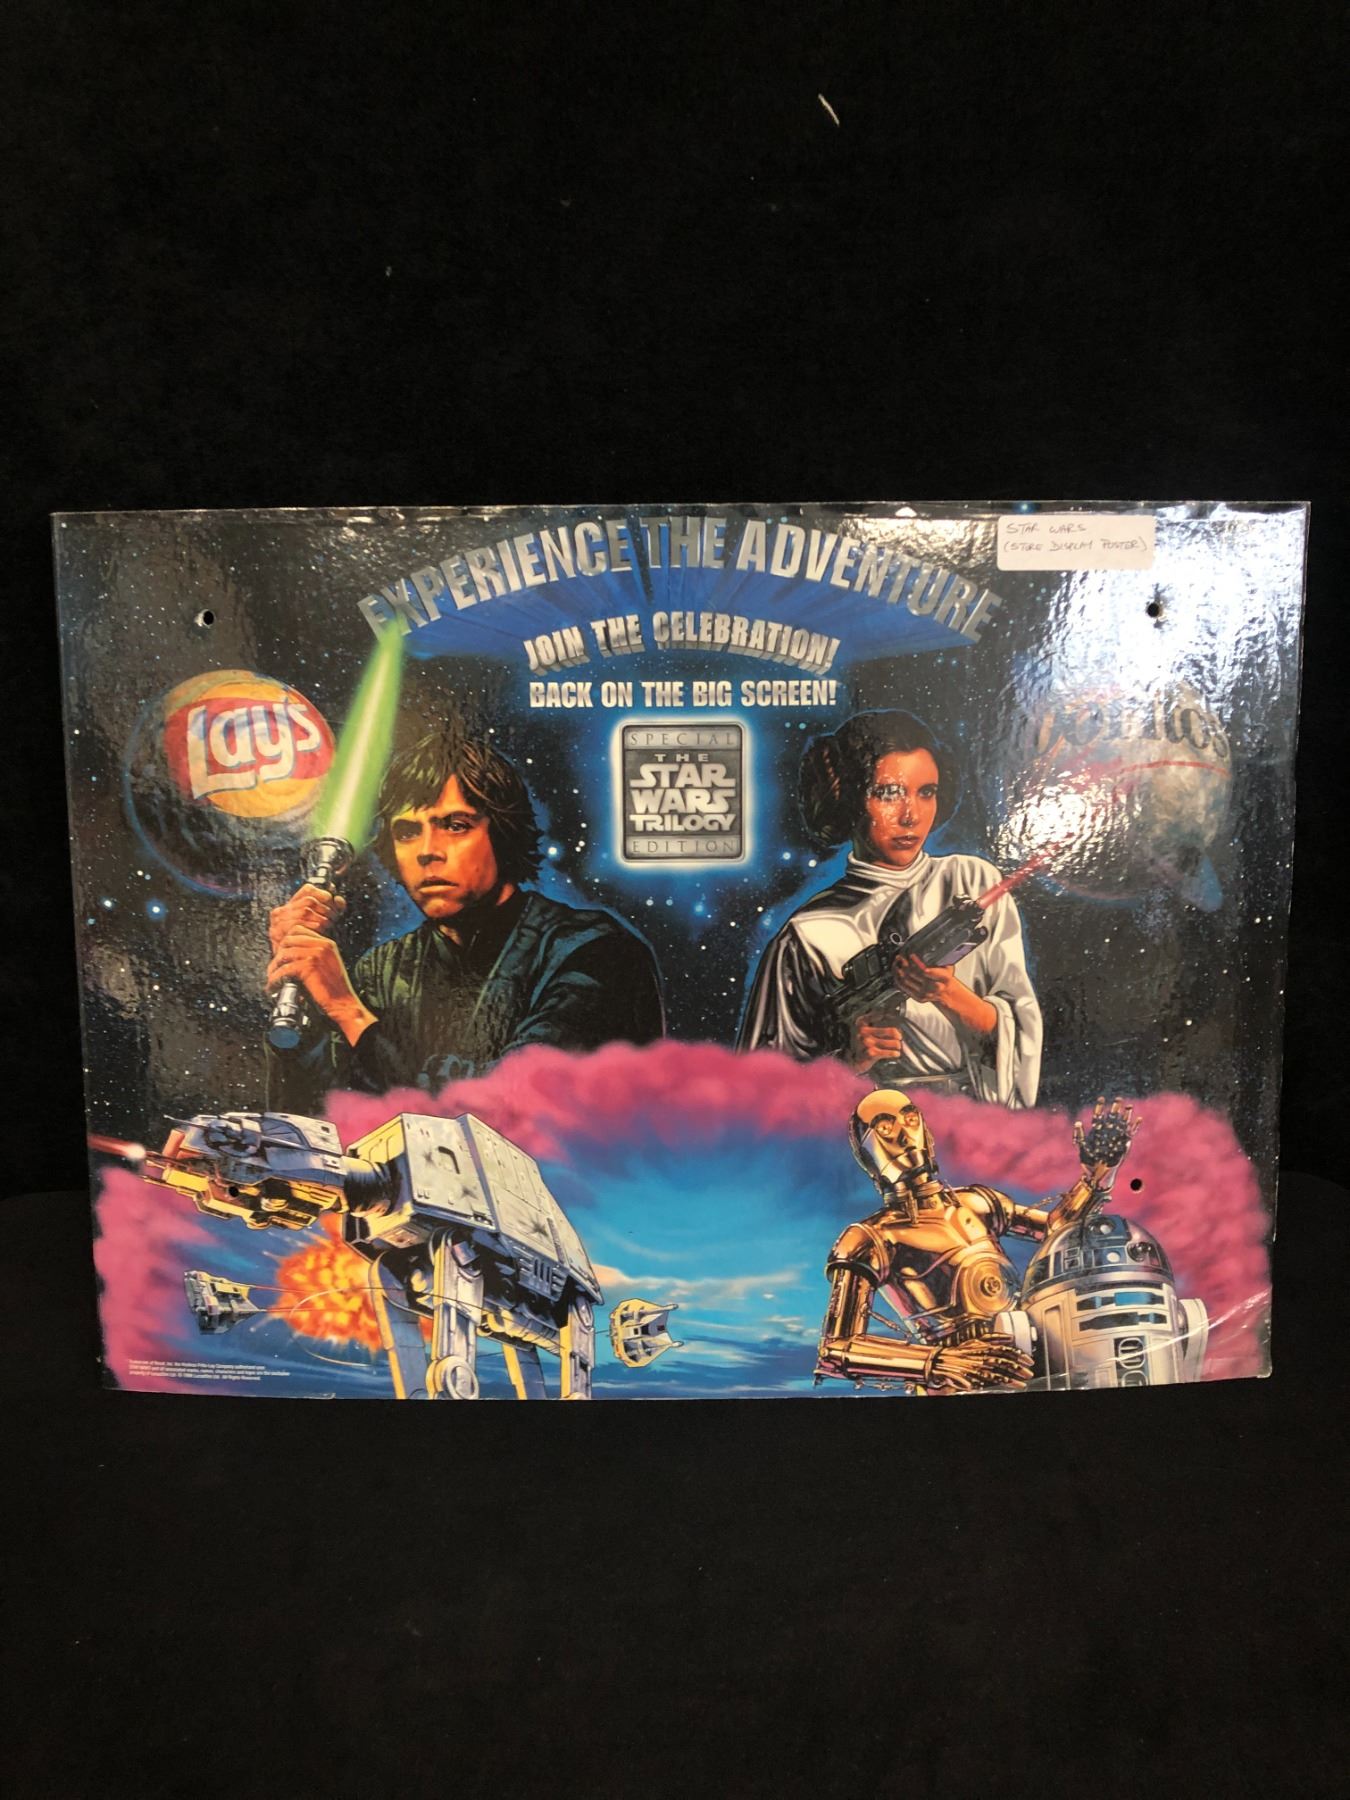 EXPERIENCE THE ADVENTURE
STAR WARS
(STORE DISPLAY POSTER)
JOIN THE CELEBRATION!
BACK ON THE BIG SCREEN!
Lay's
SPECIAL
THE
STAR
WARS
TRILOGY
EDITION